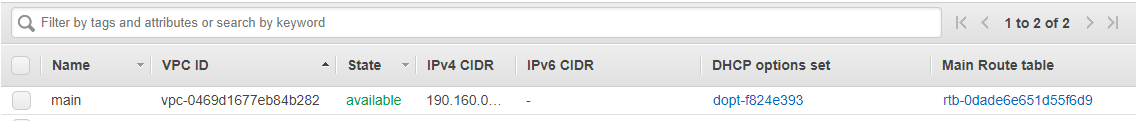 Filter by tags and attributes or search by keyword
1 to 2 of 2
Name VPC ID State IPv4 CIDR IPv6 CIDR DHCP options set Main Route table
main vpc-0469d1677eb84b282 available 190.160.0… - dopt-f824e393 rtb-0dade6e651d55f6d9